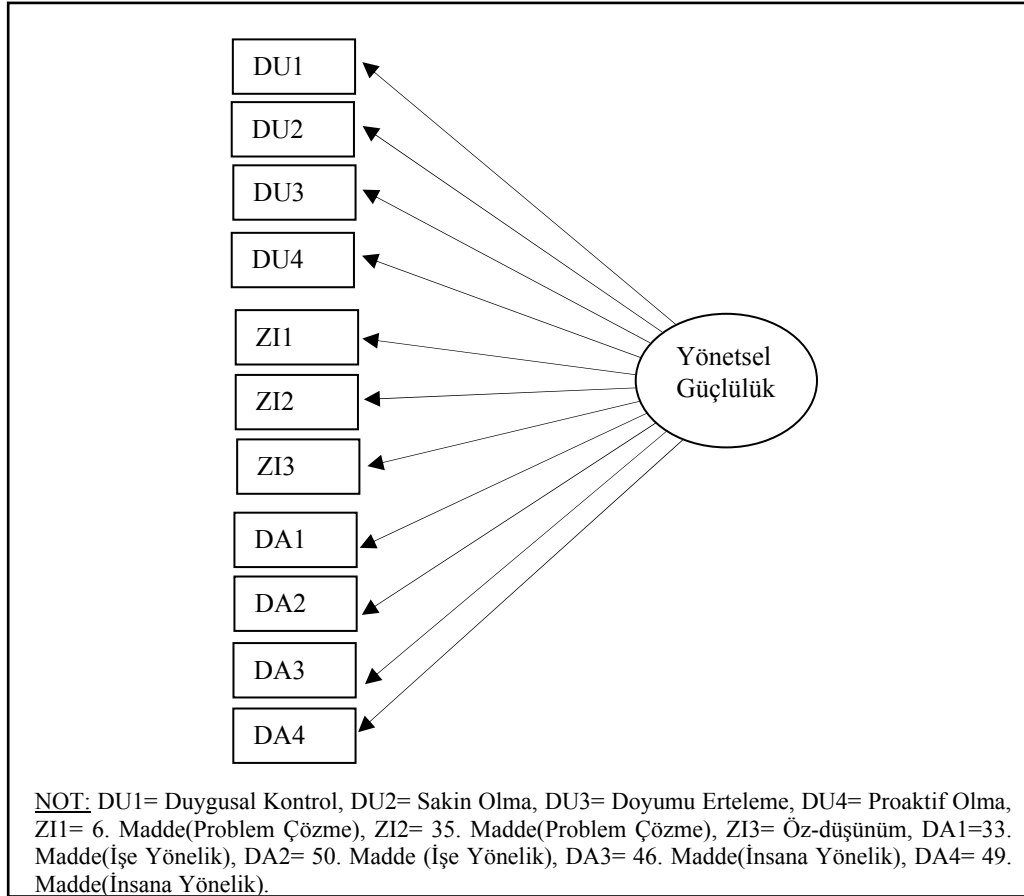 DU1
DU2
DU3
DU4
ZI1
ZI2
ZI3
DA1
DA2
DA3
DA4
Yönetsel
Güçlülük
NOT: DU1= Duygusal Kontrol, DU2= Sakin Olma, DU3= Doyumu Erteleme, DU4= Proaktif Olma,
ZI1= 6. Madde(Problem Çözme), ZI2= 35. Madde(Problem Çözme), ZI3= Öz-düşünüm, DA1=33.
Madde(İşe Yönelik), DA2= 50. Madde (İşe Yönelik), DA3= 46. Madde(İnsana Yönelik), DA4= 49.
Madde(İnsana Yönelik).